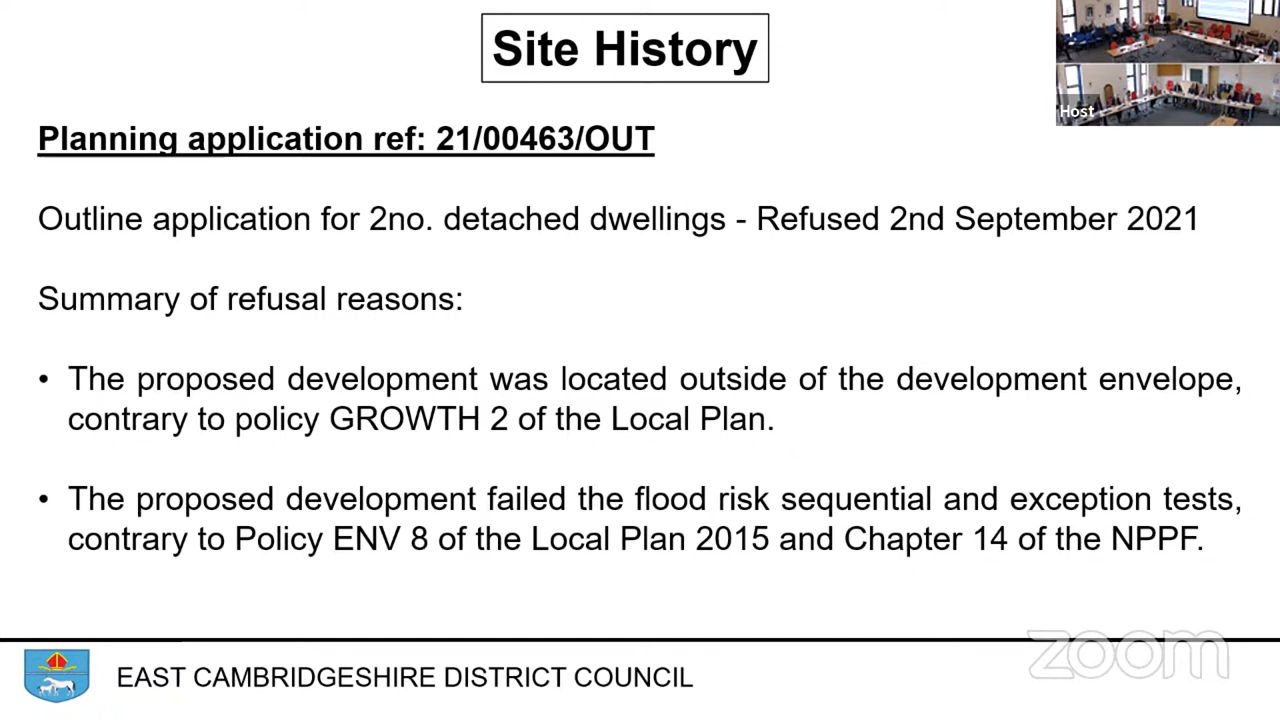 Site History
Host
Planning application ref: 21/00463/OUT
Outline application for 2no. detached dwellings - Refused 2nd September 2021
Summary of refusal reasons:
• The proposed development was located outside of the development envelope,
contrary to policy GROWTH 2 of the Local Plan.
• The proposed development failed the flood risk sequential and exception tests,
contrary to Policy ENV 8 of the Local Plan 2015 and Chapter 14 of the NPPF.
zoom
EAST CAMBRIDGESHIRE DISTRICT COUNCIL